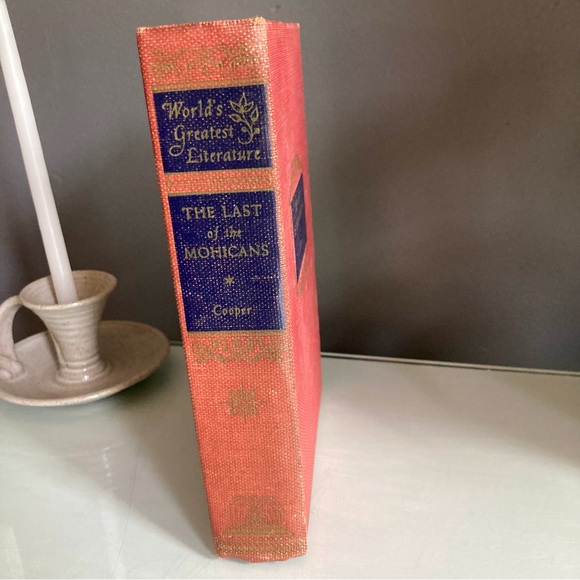 World's
Greatest
Literature
THE LAST
of the
MOHICANS
*
Cooper